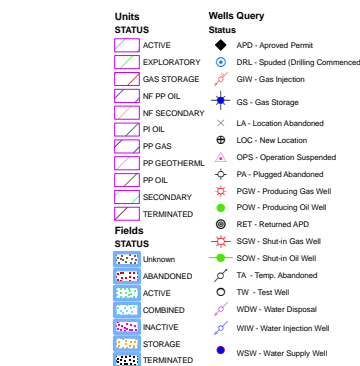 Units
STATUS
ACTIVE
EXPLORATORY
GAS STORAGE
NF PP OIL
NF SECONDARY
PI OIL
PP GAS
PP GEOTHERML
PP OIL
SECONDARY
TERMINATED
Fields
STATUS
Unknown
ABANDONED
ACTIVE
COMBINED
INACTIVE
STORAGE
TERMINATED
Wells Query
Status
APD - Aproved Permit
DRL - Spuded (Drilling Commenced
GIW - Gas Injection
GS - Gas Storage
LA - Location Abandoned
LOC - New Location
OPS - Operation Suspended
PA - Plugged Abandoned
PGW - Producing Gas Well
POW - Producing Oil Well
RET - Returned APD
SGW - Shut-in Gas Well
SOW - Shut-in Oil Well
TA - Temp. Abandoned
TW - Test Well
WDW - Water Disposal
WIW - Water Injection Well
WSW - Water Supply Well